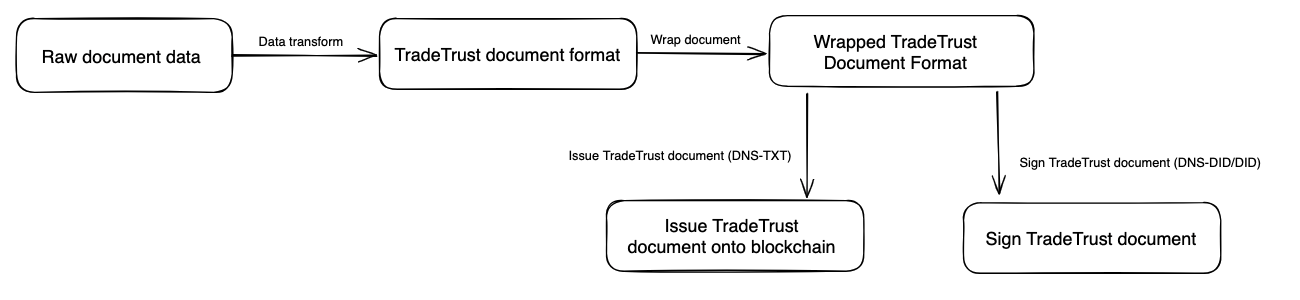 Raw document data
Data transform
TradeTrust document format
Wrap document
Wrapped TradeTrust
Document Format
Issue TradeTrust document (DNS-TXT)
Sign TradeTrust document (DNS-DID/DID)
Issue TradeTrust
document onto blockchain
Sign TradeTrust document